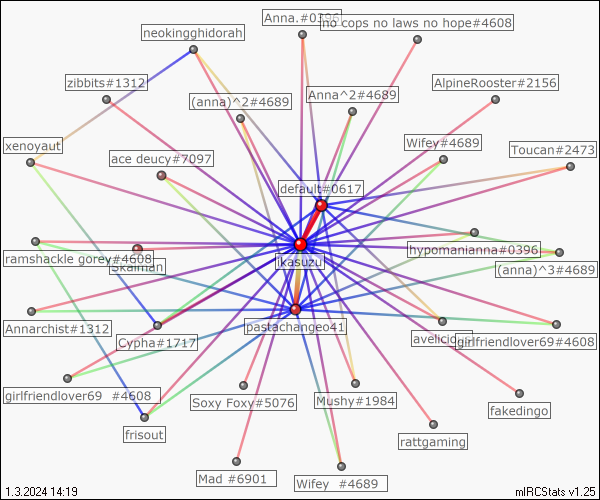 Anna.#0396
no cops no laws no hope#4608
neokingghidorah
zibbits#1312
(anna)^2#4689
Anna^2#4689
AlpineRooster#2156
xenoyaut
ace deucy#7097
Wifey#4689
Toucan#2473
default#0617
ramshackle gorey#4608
Skaiman
ikasuzu
hypomanianna#0396
(anna)^3#4689
Annarchist#1312
Cypha#1717
pastachangeo41
girlfriendlover69#4608
girlfriendlover69 #4608
Soxy Foxy#5076
Mushy#1984
fakedingo
frisout
rattgaming
Mad #6901
Wifey #4689
1.3.2024 14:19
mIRCStats v1.25